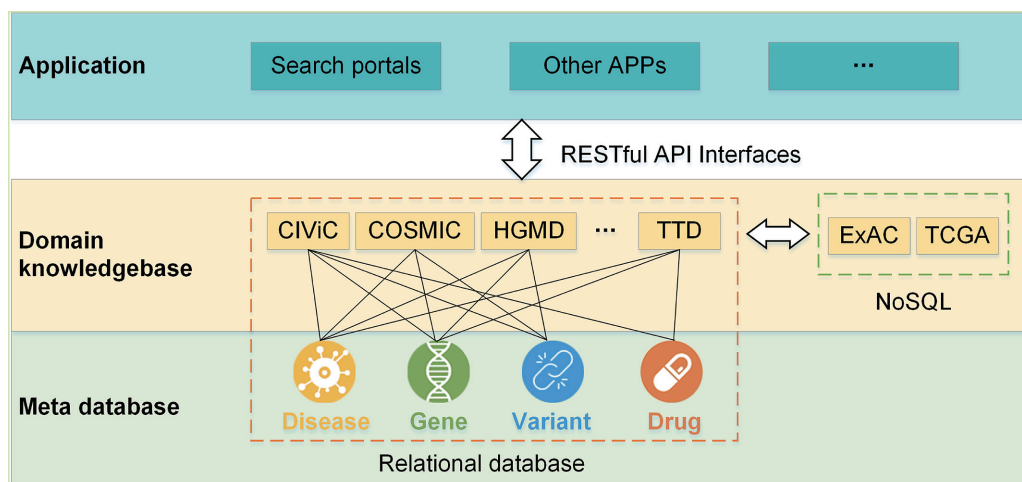 Application
Search portals
Other APPs
...
RESTful API Interfaces
Domain
knowledgebase
CIViC
COSMIC
HGMD
...
TTD
ExAC
TCGA
NoSQL
Meta database
Disease
Gene
Variant
Drug
Relational database